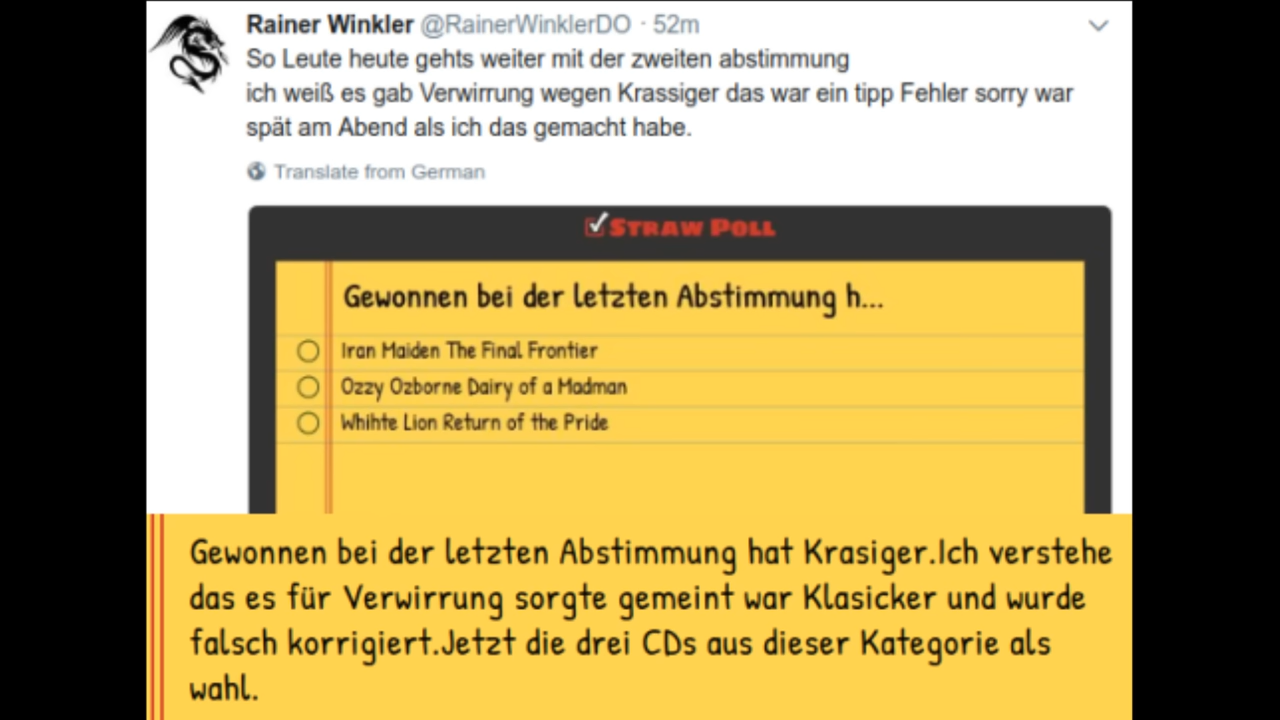 Rainer Winkler @RainerWinklerDO · 52m
So Leute heute gehts weiter mit der zweiten abstimmung
ich weiß es gab Verwirrung wegen Krassiger das war ein tipp Fehler sorry war
spät am Abend als ich das gemacht habe.
Translate from German
Straw Poll
Gewonnen bei der letzten Abstimmung h...
Iran Maiden The Final Frontier
Ozzy Ozborne Dairy of a Madman
Whihte Lion Return of the Pride
Gewonnen bei der letzten Abstimmung hat Krasiger.Ich verstehe
das es für Verwirrung sorgte gemeint war Klasicker und wurde
falsch korrigiert.Jetzt die drei CDs aus dieser Kategorie als
wahl.